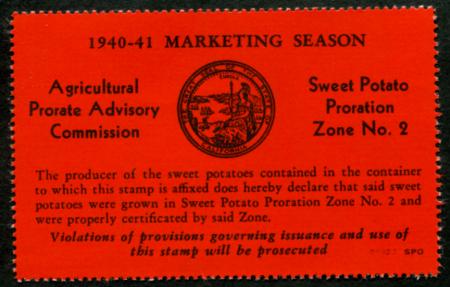 1940-41 MARKETING SEASON
Agricultural
Prorate Advisory
Commission
EUREKA
CALIFORNIA
Sweet Potato
Proration
Zone No. 2
The producer of the sweet potatoes contained in the container
to which this stamp is affixed does hereby declare that said sweet
potatoes were grown in Sweet Potato Proration Zone No. 2 and
were properly certificated by said Zone.
Violations of provisions governing issuance and use of
this stamp will be prosecuted
SPO